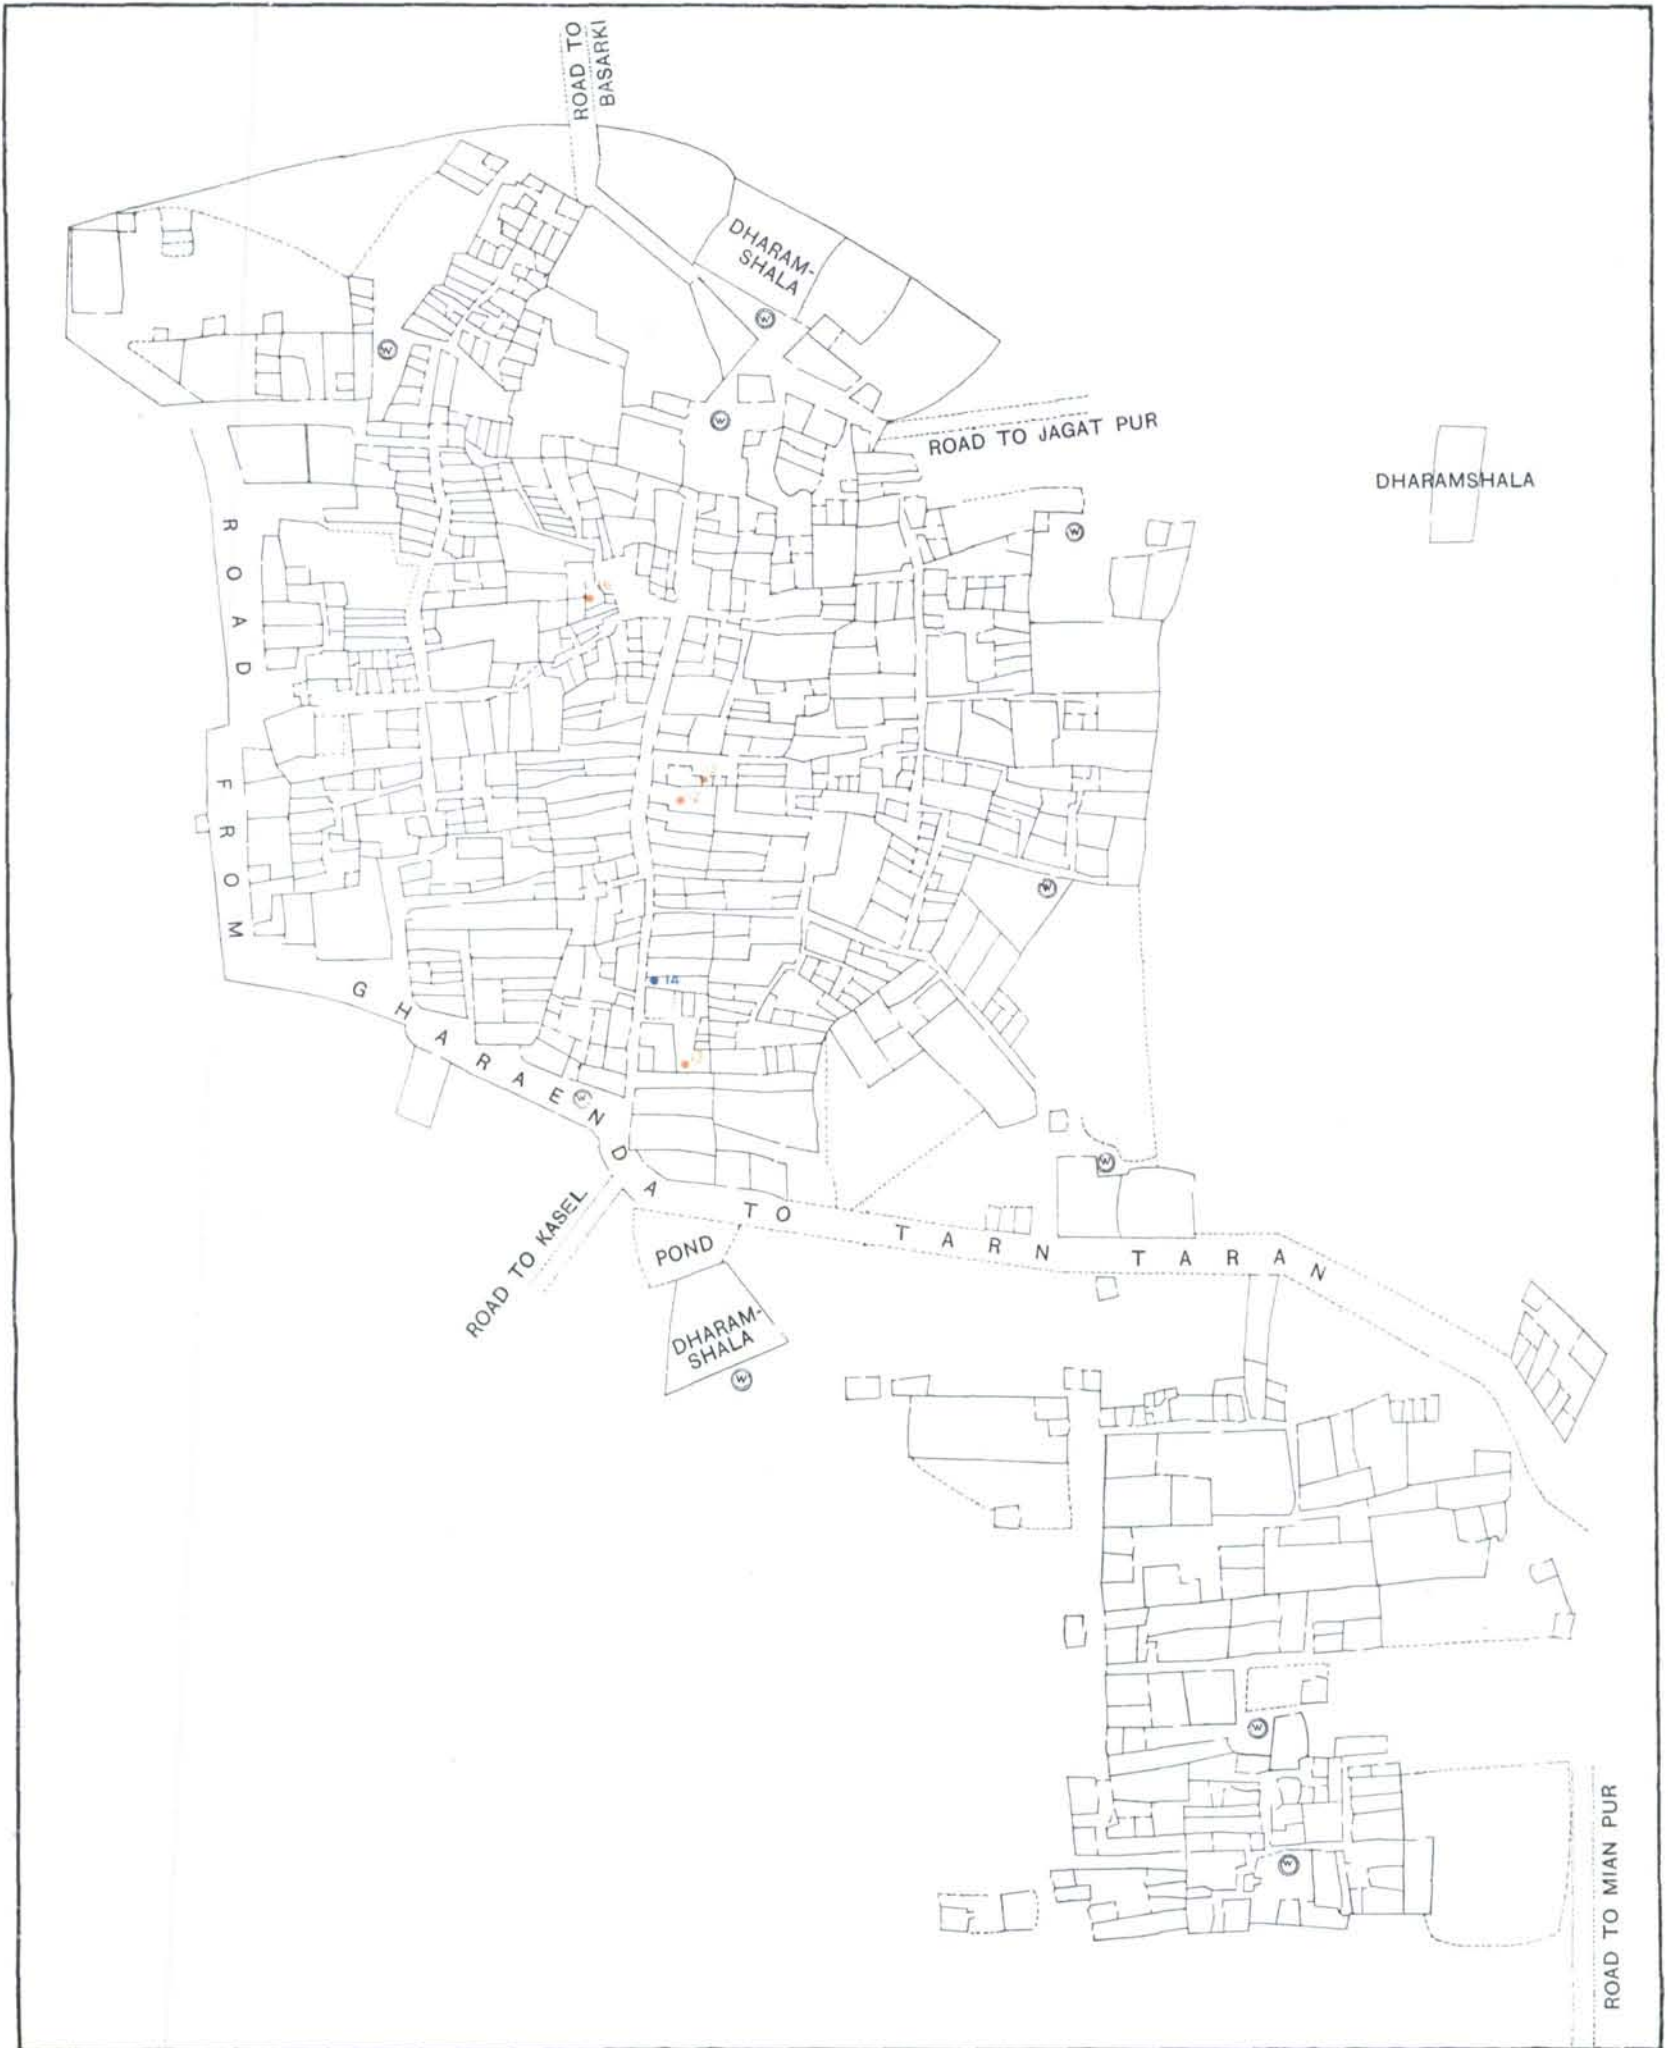 ROAD TO
BASARKI
DHARAM-
SHALA
W
W
W
ROAD TO JAGAT PUR
DHARAMSHALA
W
ROAD FROM GHARAENDA TO TARN TARAN
W
14
W
W
ROAD TO KASEL
POND
DHARAM-
SHALA
W
W
W
ROAD TO MIAN PUR